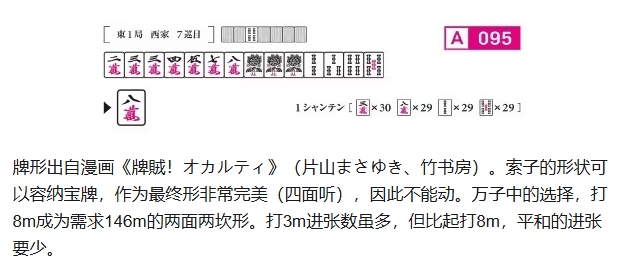 東1局 西家 7巡目
A 095
二萬 三萬 三萬 四萬 五萬 七萬 八萬
八萬
1シャンテン [ 三萬 ×30 八萬 ×29 ×29 ×29 ]
牌形出自漫画《牌賊!オカルティ》(片山まさゆき、竹书房)。索子的形状可
以容纳宝牌，作为最终形非常完美（四面听），因此不能动。万子中的选择，打
8m成为需求146m的两面两坎形。打3m进张数虽多，但比起打8m，平和的进张
要少。